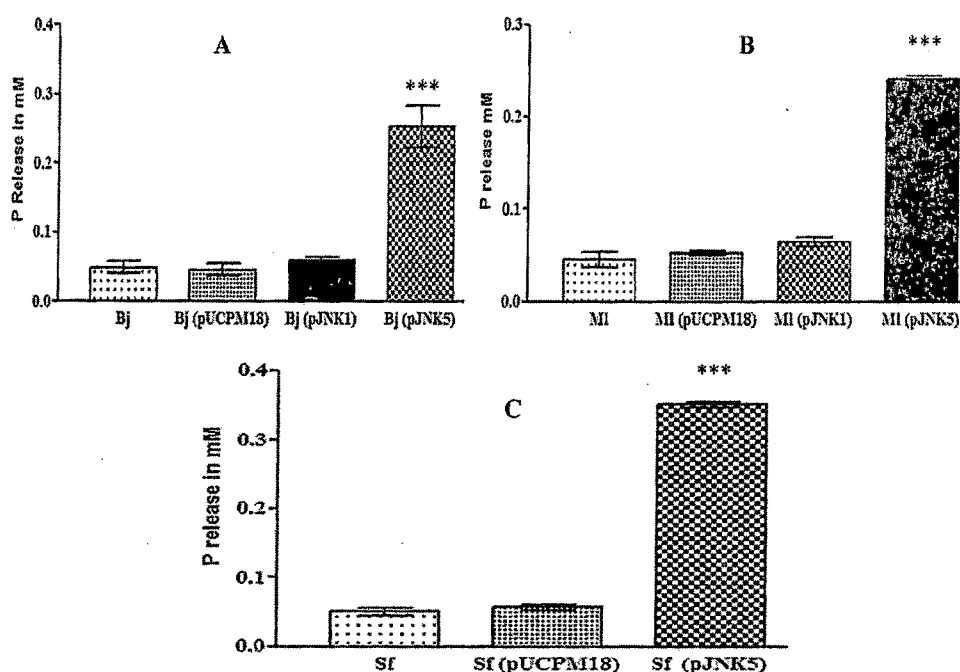 A
P Release in mM
0.4
0.3
0.2
0.1
0.0
***
Bj Bj (pUCPM18) Bj (pJNK1) Bj (pJNK5)
B
P release mM
0.3
0.2
0.1
0.0
***
Ml Ml (pUCPM18) Ml (pJNK1) Ml (pJNK5)
C
P release in mM
0.4
0.3
0.2
0.1
0.0
***
Sf Sf (pUCPM18) Sf (pJNK5)